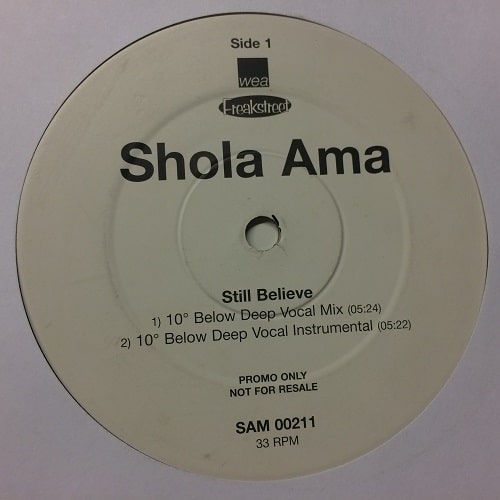 Side 1
wea
Freakstreet
Shola Ama
Still Believe
1) 10° Below Deep Vocal Mix (05:24)
2) 10° Below Deep Vocal Instrumental (05:22)
PROMO ONLY
NOT FOR RESALE
SAM 00211
33 RPM